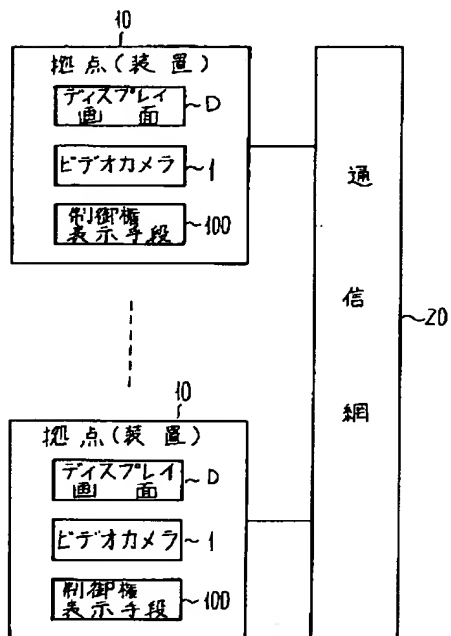 10
拠点(装置)
ディスプレイ
画面
D
ビデオカメラ
1
制御権
表示手段
100
通信網
20
10
拠点(装置)
ディスプレイ
画面
D
ビデオカメラ
1
制御権
表示手段
100